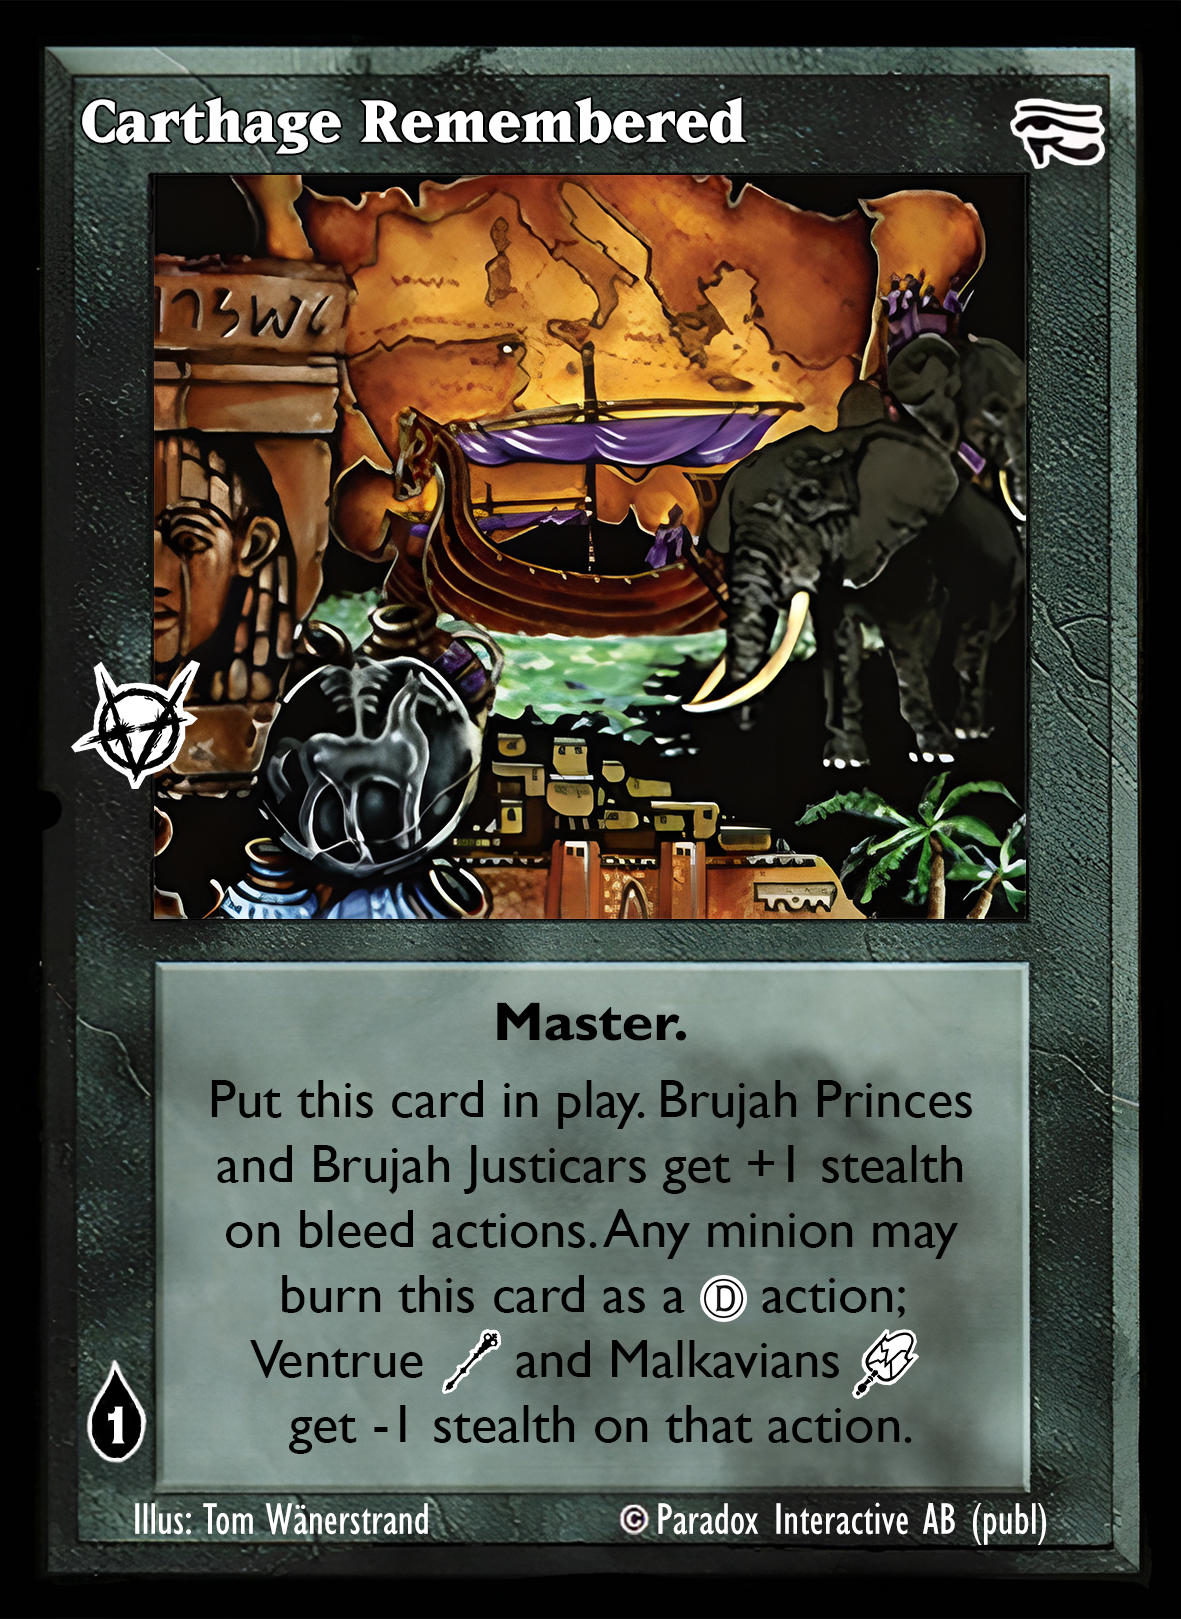 Carthage Remembered
Master.
Put this card in play. Brujah Princes
and Brujah Justicars get +1 stealth
on bleed actions. Any minion may
burn this card as a D action;
Ventrue and Malkavians
get -1 stealth on that action.
1
Illus: Tom Wänerstrand
© Paradox Interactive AB (publ)